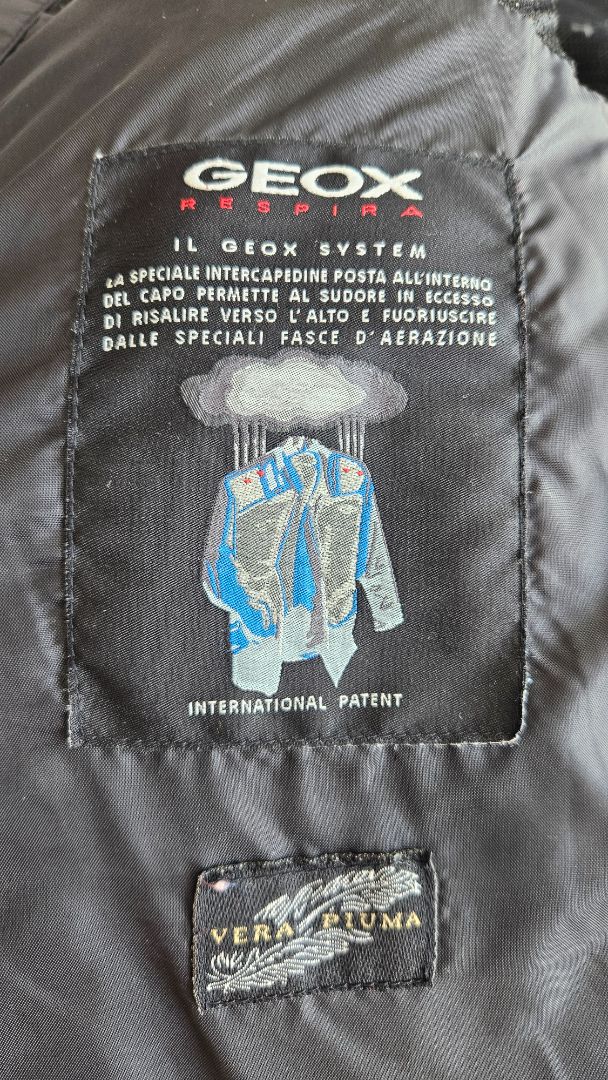 GEOX
RESPIRA
IL GEOX SYSTEM
LA SPECIALE INTERCAPEDINE POSTA ALL'INTERNO
DEL CAPO PERMETTE AL SUDORE IN ECCESSO
DI RISALIRE VERSO L'ALTO E FUORIUSCIRE
DALLE SPECIALI FASCE D'AERAZIONE
INTERNATIONAL PATENT
VERA PIUMA